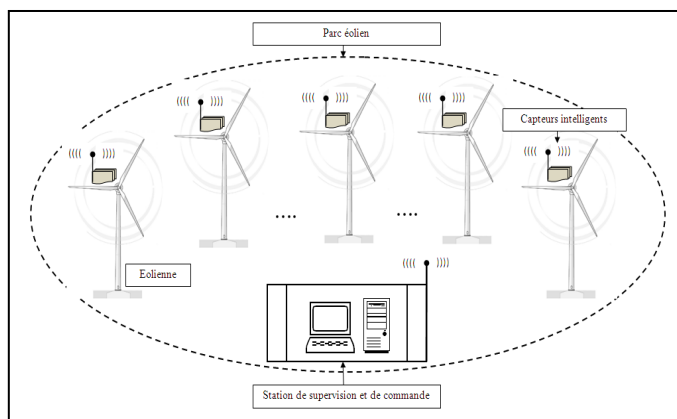 Parc éolien
Capteurs intelligents
Eolienne
Station de supervision et de commande